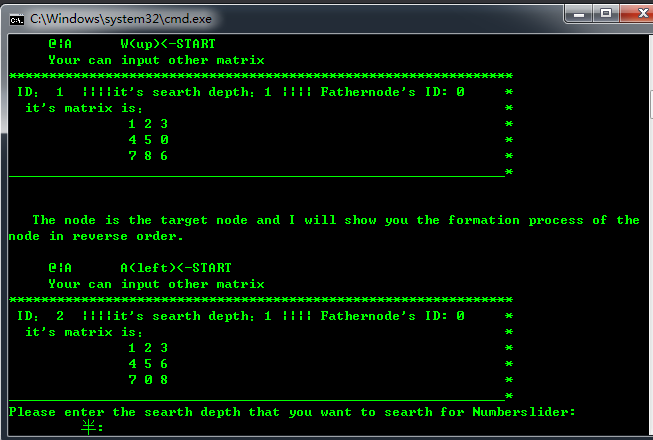 C:\Windows\system32\cmd.exe
@|A W(up)<-START
Your can input other matrix
***************************************************************
ID: 1 ||||it's searth depth: 1 |||| Fathernode's ID: 0 *
it's matrix is: *
1 2 3 *
4 5 0 *
7 8 6 *
______________________________________________________________*
The node is the target node and I will show you the formation process of the
node in reverse order.
@|A A(left)<-START
Your can input other matrix
***************************************************************
ID: 2 ||||it's searth depth: 1 |||| Fathernode's ID: 0 *
it's matrix is: *
1 2 3 *
4 5 6 *
7 0 8 *
______________________________________________________________*
Please enter the searth depth that you want to searth for Numberslider:
半: